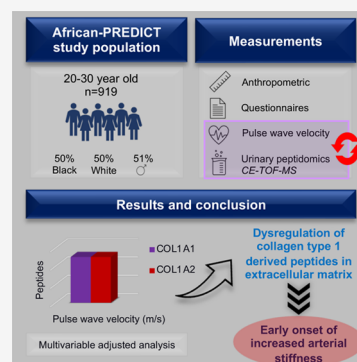 African-PREDICT
study population
20-30 year old
n=919
50%
Black
50%
White
51%
♂
Measurements
Anthropometric
Questionnaires
Pulse wave velocity
Urinary peptidomics
CE-TOF-MS
Results and conclusion
Peptides
COL1A1
COL1A2
Pulse wave velocity (m/s)
Multivariable adjusted analysis
Dysregulation of
collagen type 1
derived peptides in
extracellular matrix
Early onset of
increased arterial
stiffness